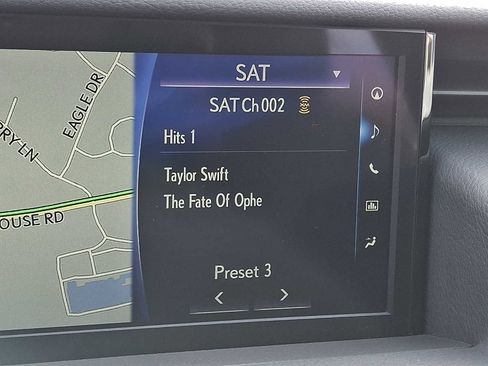 SAT
SAT Ch 002
Hits 1
Taylor Swift
The Fate Of Ophe
Preset 3
EAGLE DR
RY LN
OUSE RD